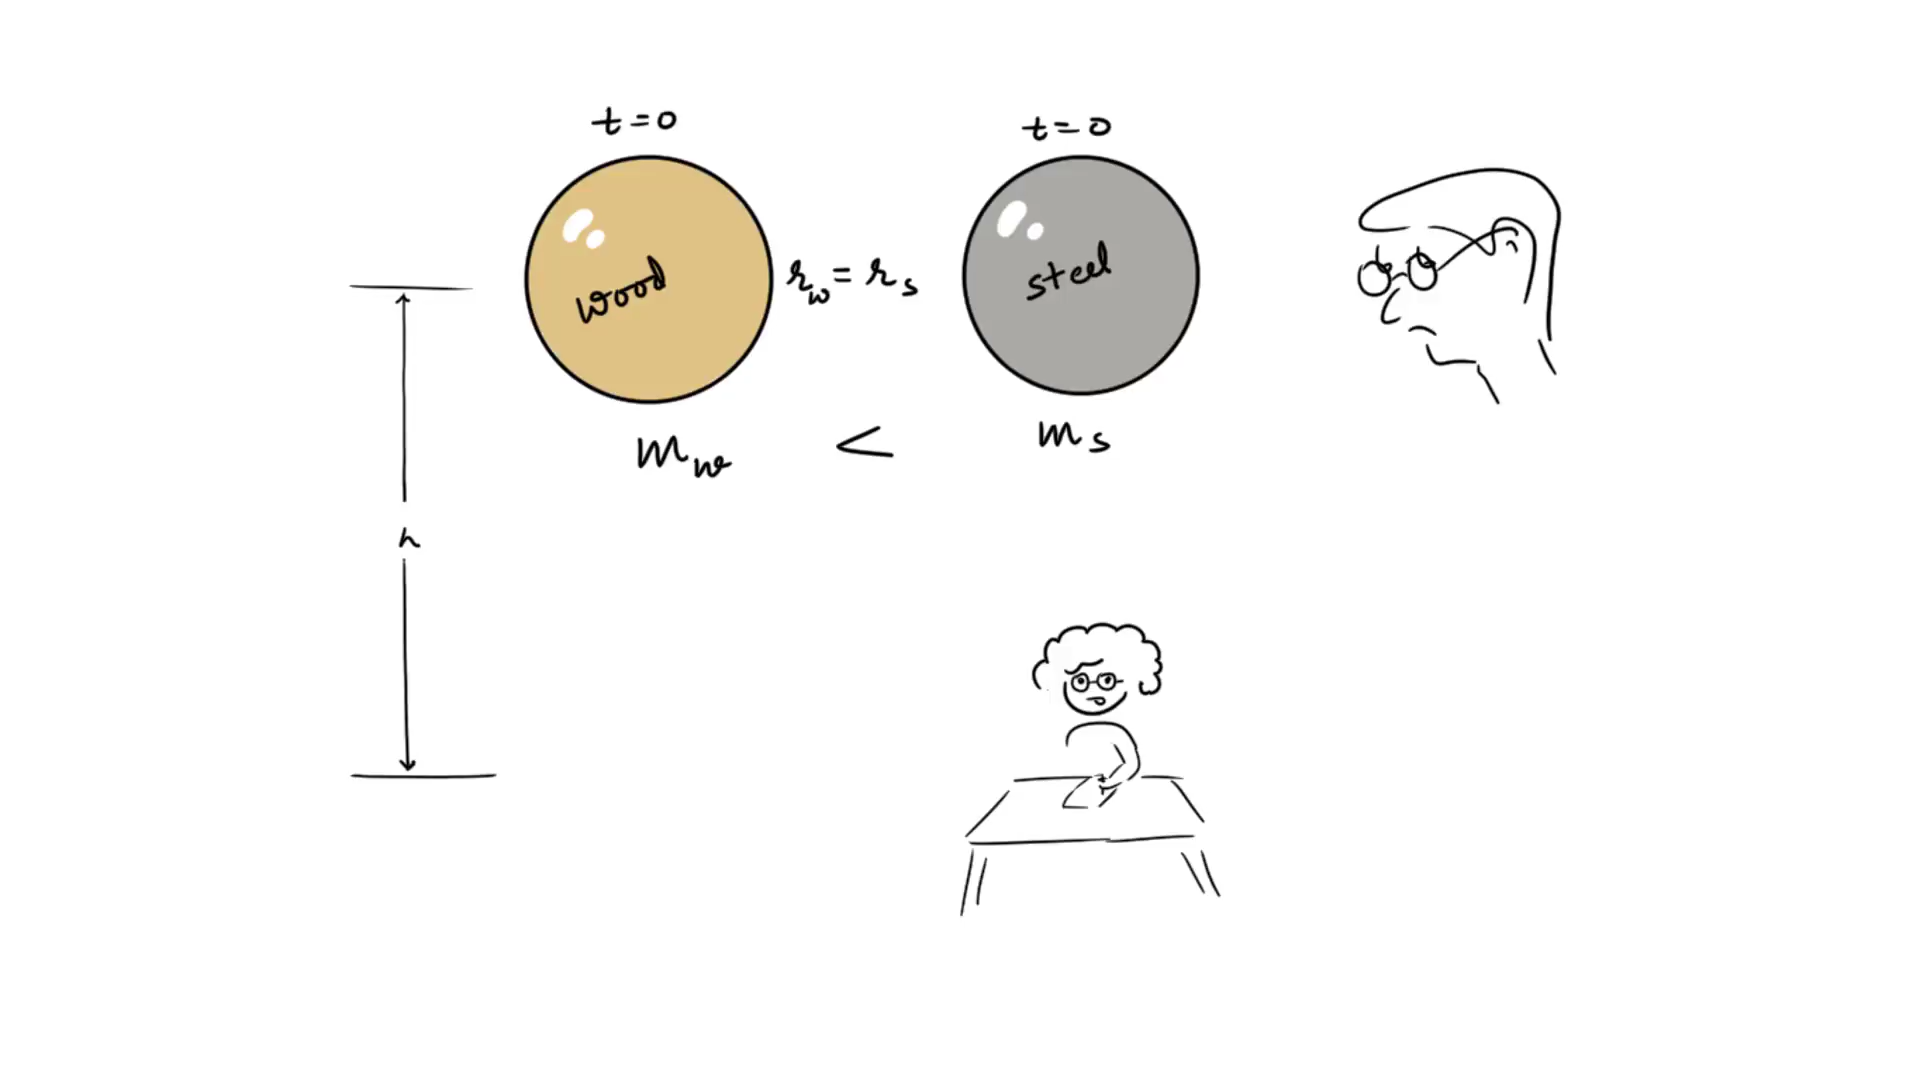 t = 0
t = 0
wood
r_w = r_s
steel
m_w < m_s
h